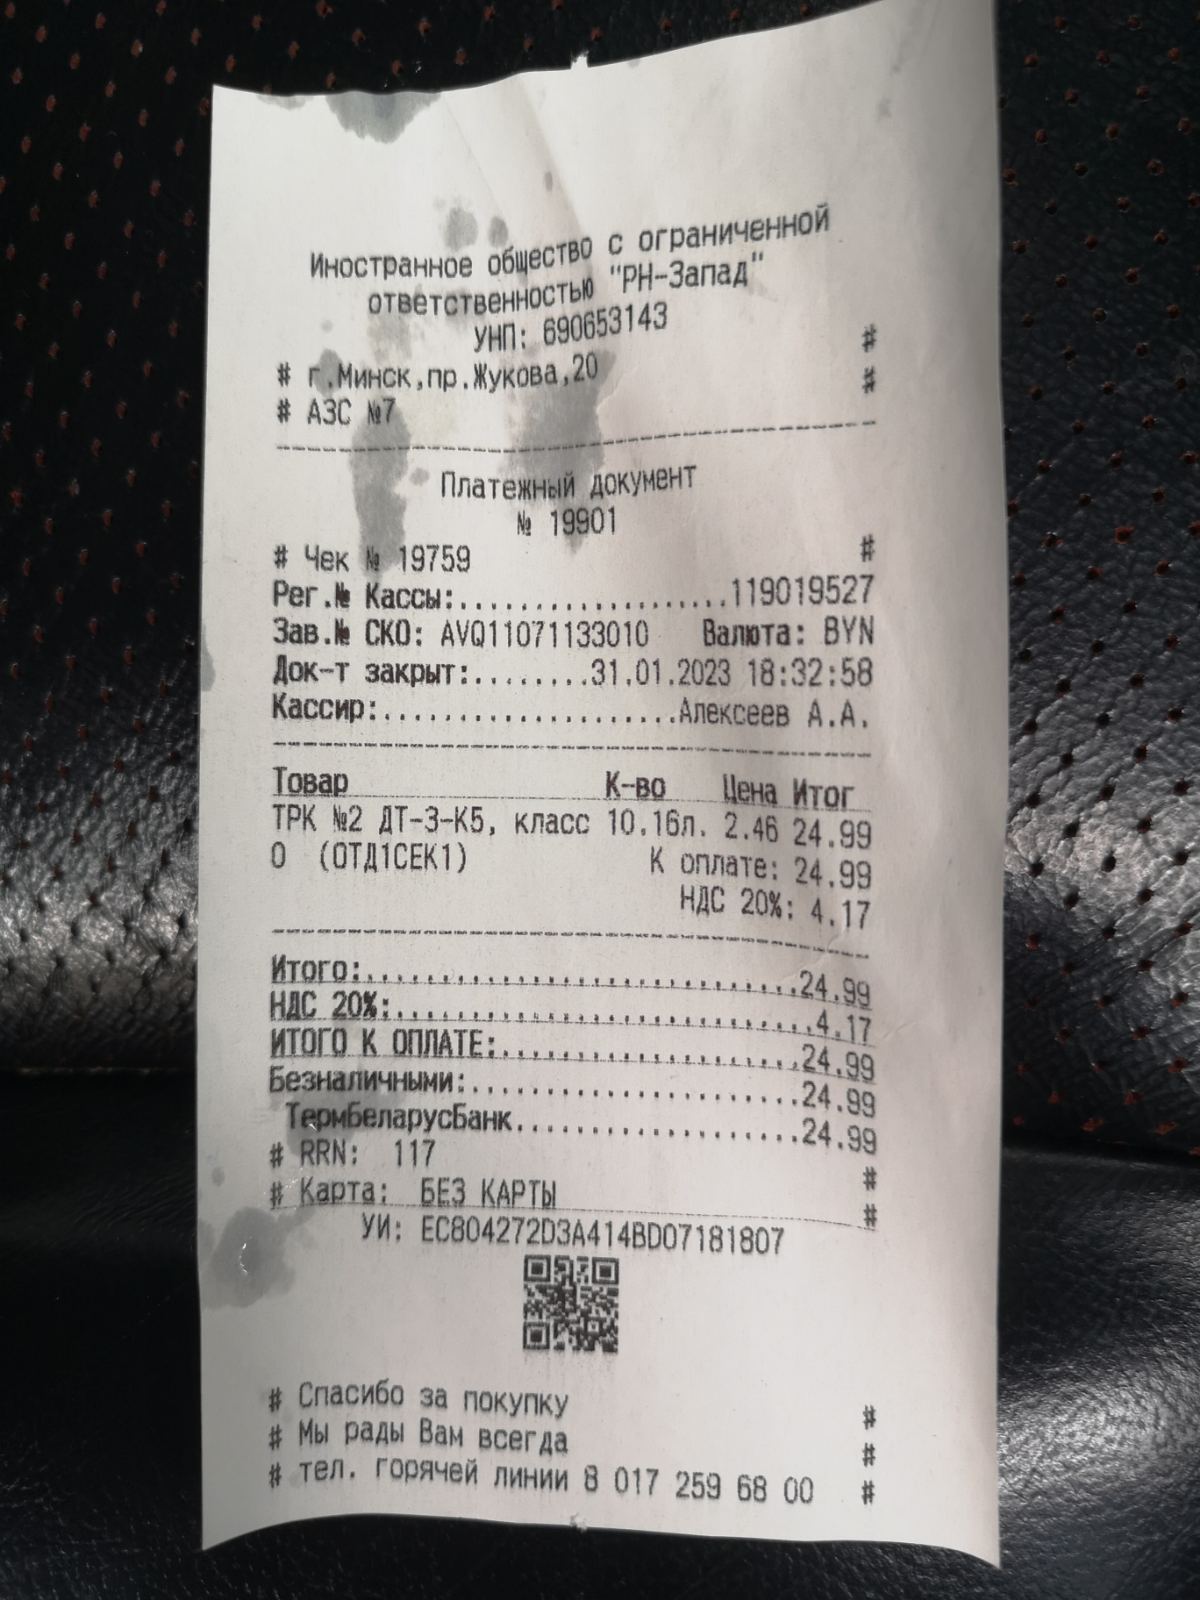 Иностранное общество с ограниченной
ответственностью "РН-Запад"
УНП: 690653143
# г.Минск,пр.Жукова,20 #
# АЗС №7 #
Платежный документ
№ 19901
# Чек № 19759 #
Рег.№ Кассы:..................119019527
Зав.№ СКО: AVQ11071133010 Валюта: BYN
Док-т закрыт:........31.01.2023 18:32:58
Кассир:....................Алексеев А.А.
Товар К-во Цена Итог
ТРК №2 ДТ-З-К5, класс 10.16л. 2.46 24.99
0 (ОТД1СЕК1) К оплате: 24.99
НДС 20%: 4.17
Итого:.............................24.99
НДС 20%:............................4.17
ИТОГО К ОПЛАТЕ:....................24.99
Безналичными:......................24.99
ТермБеларусБанк...................24.99
# RRN: 117 #
# Карта: БЕЗ КАРТЫ #
УИ: EC804272D3A414BD07181807
# Спасибо за покупку #
# Мы рады Вам всегда #
# тел. горячей линии 8 017 259 68 00 #